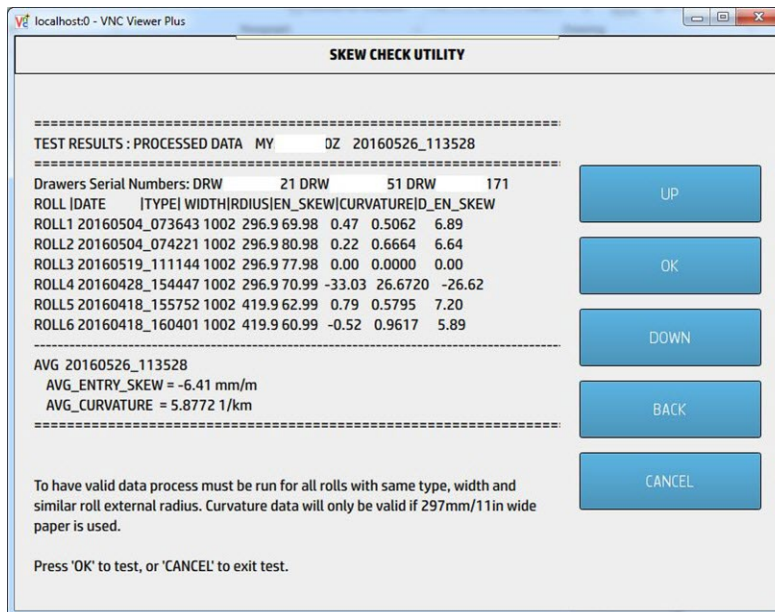 localhost:0 - VNC Viewer Plus
SKEW CHECK UTILITY
==================================================================
TEST RESULTS : PROCESSED DATA MY 0Z 20160526_113528
==================================================================
Drawers Serial Numbers: DRW 21 DRW 51 DRW 171
ROLL |DATE |TYPE| WIDTH|RDIUS|EN_SKEW|CURVATURE|D_EN_SKEW
ROLL1 20160504_073643 1002 296.9 69.98 0.47 0.5062 6.89
ROLL2 20160504_074221 1002 296.9 80.98 0.22 0.6664 6.64
ROLL3 20160519_111144 1002 296.9 77.98 0.00 0.0000 0.00
ROLL4 20160428_154447 1002 296.9 70.99 -33.03 26.6720 -26.62
ROLL5 20160418_155752 1002 419.9 62.99 0.79 0.5795 7.20
ROLL6 20160418_160401 1002 419.9 60.99 -0.52 0.9617 5.89
------------------------------------------------------------------
AVG 20160526_113528
AVG_ENTRY_SKEW = -6.41 mm/m
AVG_CURVATURE = 5.8772 1/km
==================================================================
To have valid data process must be run for all rolls with same type, width and
similar roll external radius. Curvature data will only be valid if 297mm/11in wide
paper is used.
Press 'OK' to test, or 'CANCEL' to exit test.
UP
OK
DOWN
BACK
CANCEL